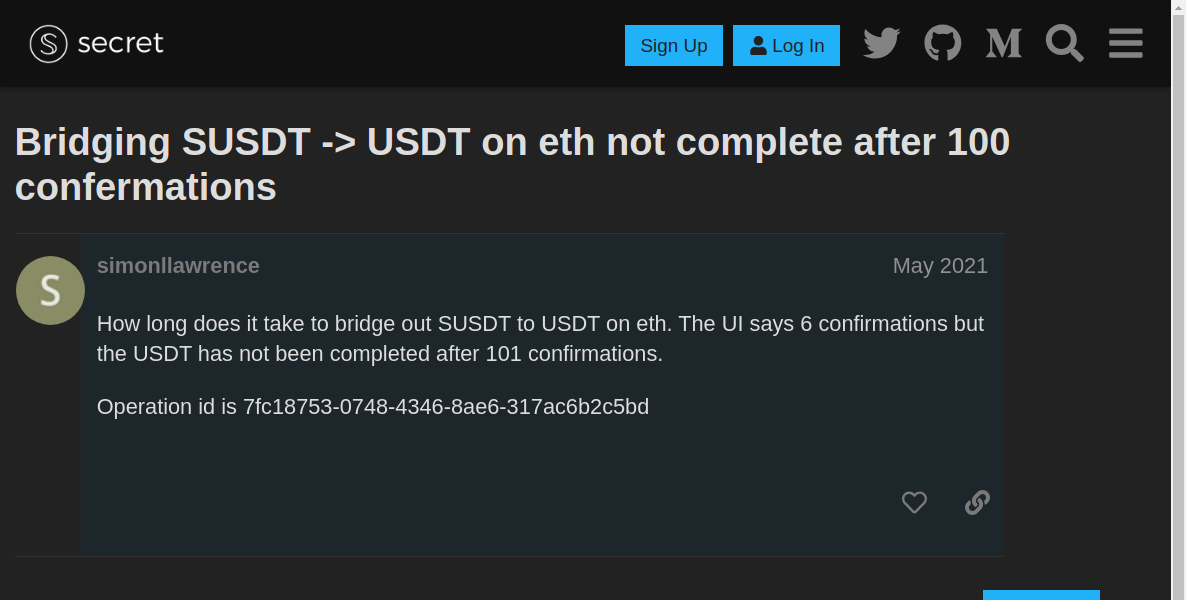 secret
Sign Up
Log In
Bridging SUSDT -> USDT on eth not complete after 100
confermations
S
simonllawrence
May 2021
How long does it take to bridge out SUSDT to USDT on eth. The UI says 6 confirmations but
the USDT has not been completed after 101 confirmations.
Operation id is 7fc18753-0748-4346-8ae6-317ac6b2c5bd